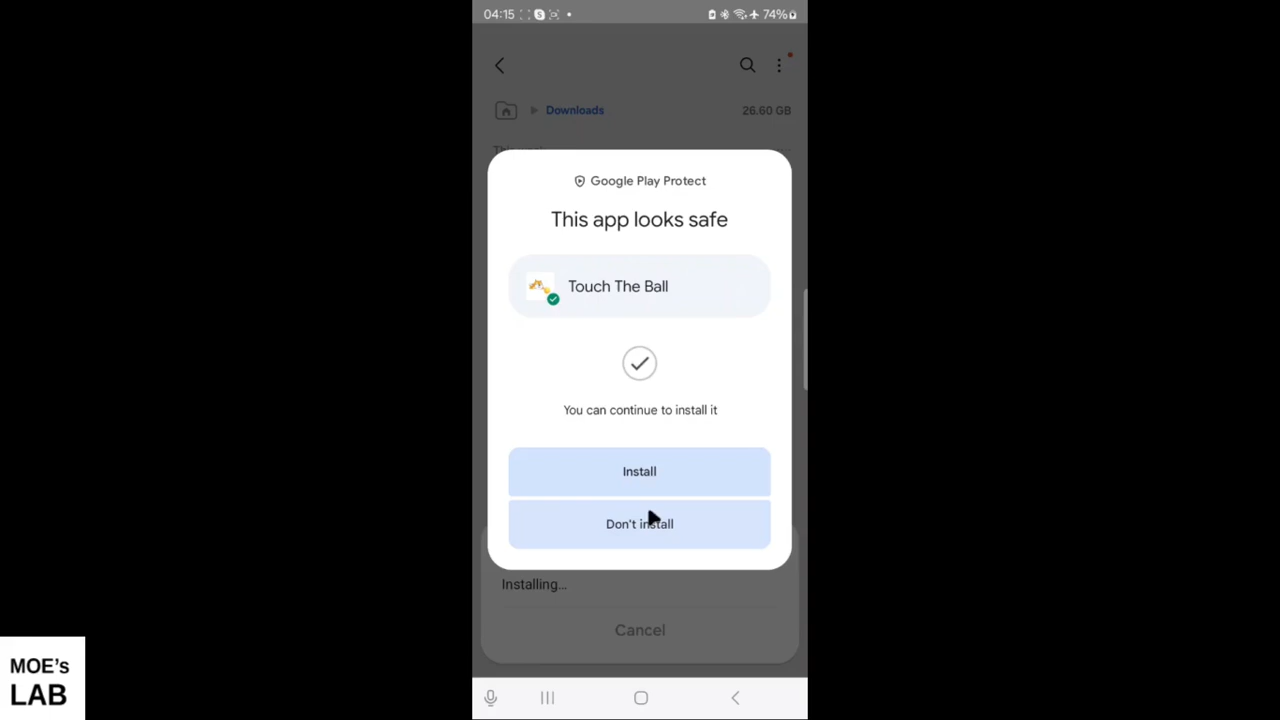 04:15
74%
Downloads
26.60 GB
Google Play Protect
This app looks safe
Touch The Ball
You can continue to install it
Install
Don't install
Installing...
Cancel
MOE's
LAB